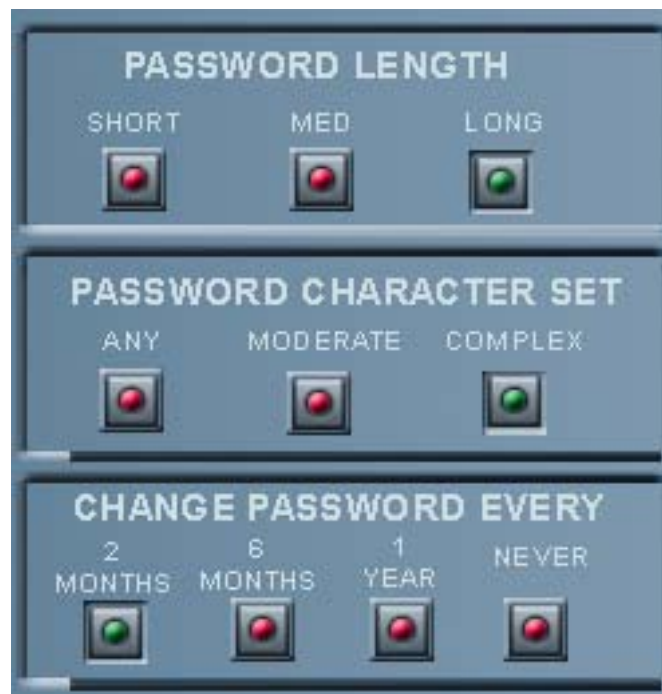 PASSWORD LENGTH
SHORT MED LONG
PASSWORD CHARACTER SET
ANY MODERATE COMPLEX
CHANGE PASSWORD EVERY
2 MONTHS 6 MONTHS 1 YEAR NEVER